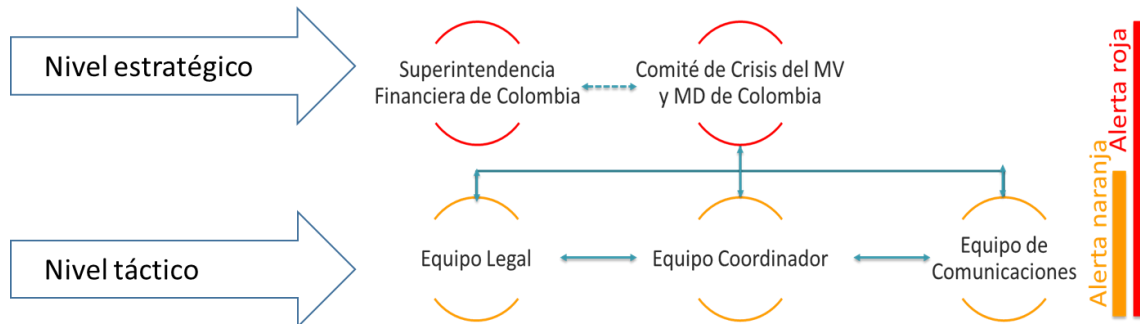 Nivel estratégico
Superintendencia
Financiera de Colombia
Comité de Crisis del MV
y MD de Colombia
Alerta roja
Nivel táctico
Equipo Legal
Equipo Coordinador
Equipo de
Comunicaciones
Alerta naranja